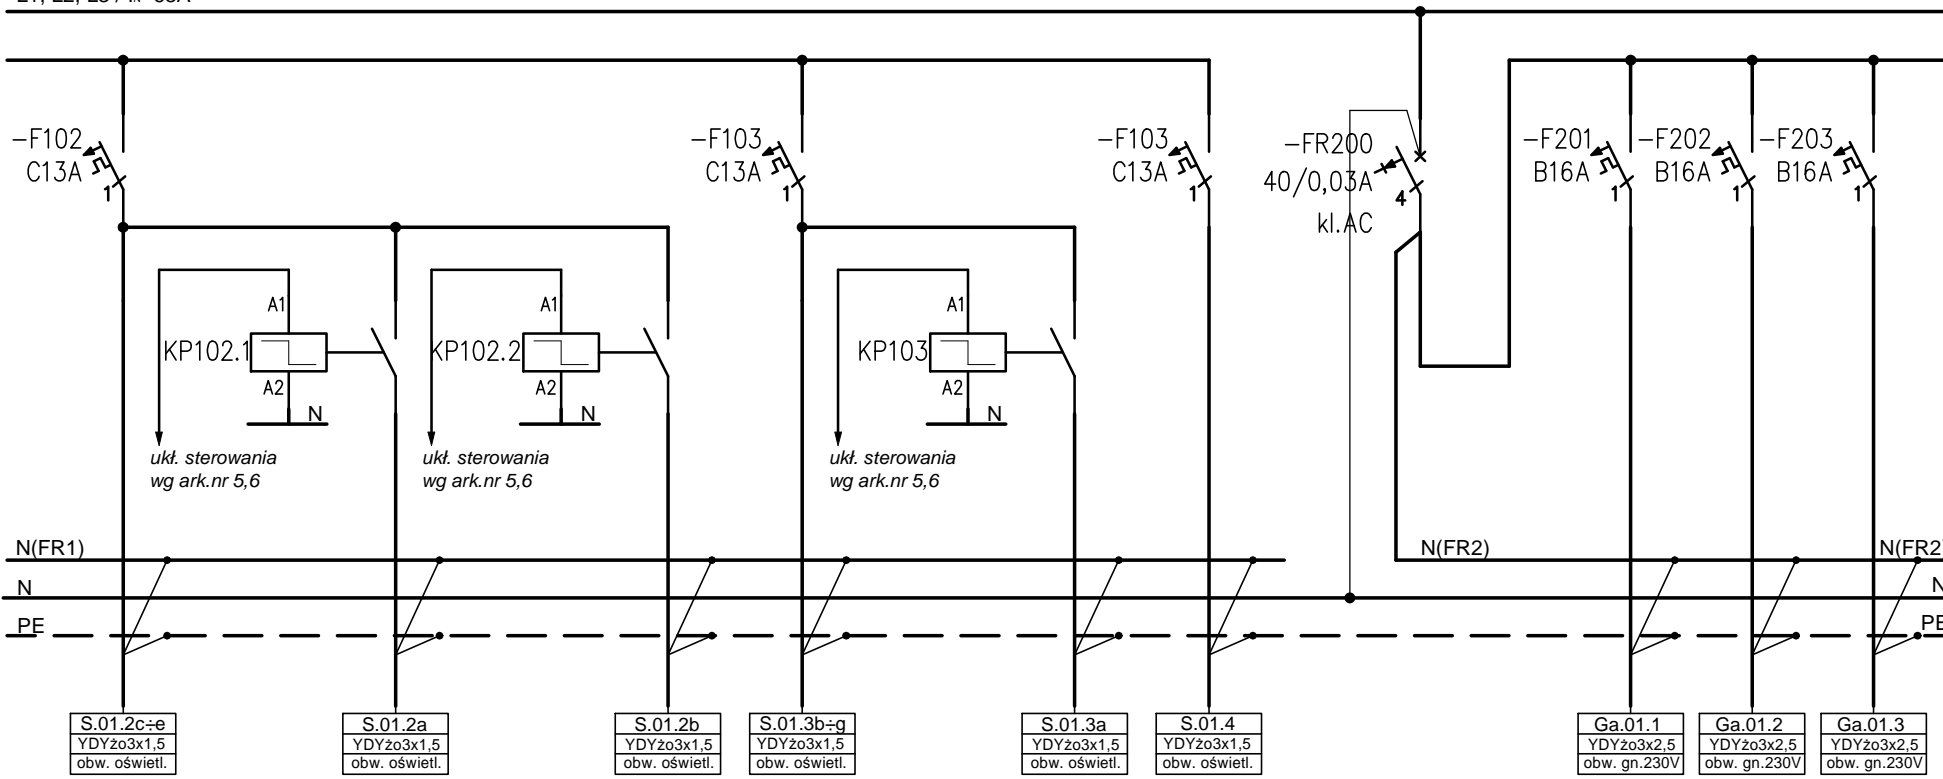 -F102
C13A
1
-F103
C13A
1
-F103
C13A
1
-FR200
40/0,03A
4
kl.AC
-F201
B16A
1
-F202
B16A
1
-F203
B16A
1
A1
KP102.1
A2
N
ukł. sterowania
wg ark.nr 5,6
A1
KP102.2
A2
N
ukł. sterowania
wg ark.nr 5,6
A1
KP103
A2
N
ukł. sterowania
wg ark.nr 5,6
N(FR1)
N(FR2)
N(FR2
N
N
PE
PE
S.01.2c÷e
YDYżo3x1,5
obw. oświetl.
S.01.2a
YDYżo3x1,5
obw. oświetl.
S.01.2b
YDYżo3x1,5
obw. oświetl.
S.01.3b÷g
YDYżo3x1,5
obw. oświetl.
S.01.3a
YDYżo3x1,5
obw. oświetl.
S.01.4
YDYżo3x1,5
obw. oświetl.
Ga.01.1
YDYżo3x2,5
obw. gn.230V
Ga.01.2
YDYżo3x2,5
obw. gn.230V
Ga.01.3
YDYżo3x2,5
obw. gn.230V